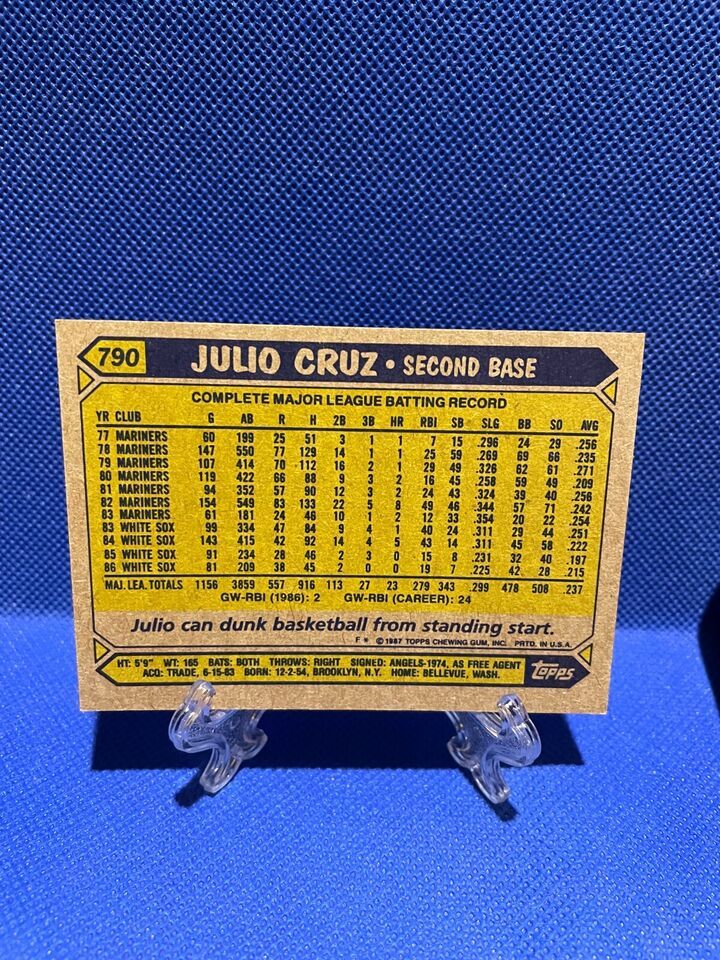 790 JULIO CRUZ • SECOND BASE
COMPLETE MAJOR LEAGUE BATTING RECORD
YR CLUB G AB R H 2B 3B HR RBI SB SLG BB SO AVG
77 MARINERS 60 199 25 51 3 1 1 7 15 .296 24 29 .256
78 MARINERS 147 550 77 129 14 1 1 25 59 .269 69 66 .235
79 MARINERS 107 414 70 112 16 2 1 29 49 .326 62 61 .271
80 MARINERS 119 422 66 88 9 3 2 16 45 .258 59 49 .209
81 MARINERS 94 352 57 90 12 3 2 24 43 .324 39 40 .256
82 MARINERS 154 549 83 133 22 5 8 49 46 .344 57 71 .242
83 MARINERS 61 181 24 46 10 1 2 12 33 .354 20 22 .254
83 WHITE SOX 99 334 47 84 9 4 1 40 24 .311 29 44 .251
84 WHITE SOX 143 415 42 92 14 4 5 43 14 .311 45 58 .222
85 WHITE SOX 91 234 28 46 2 3 0 15 8 .231 32 40 .197
86 WHITE SOX 81 209 38 45 2 0 0 19 7 .225 42 28 .215
MAJ. LEA. TOTALS 1156 3859 557 916 113 27 23 279 343 .299 478 508 .237
GW-RBI (1986): 2 GW-RBI (CAREER): 24
Julio can dunk basketball from standing start.
F * © 1987 TOPPS CHEWING GUM, INC. PRTD. IN U.S.A.
HT: 5'9" WT: 165 BATS: BOTH THROWS: RIGHT SIGNED: ANGELS-1974, AS FREE AGENT
ACQ: TRADE, 6-15-83 BORN: 12-2-54, BROOKLYN, N.Y. HOME: BELLEVUE, WASH.
topps